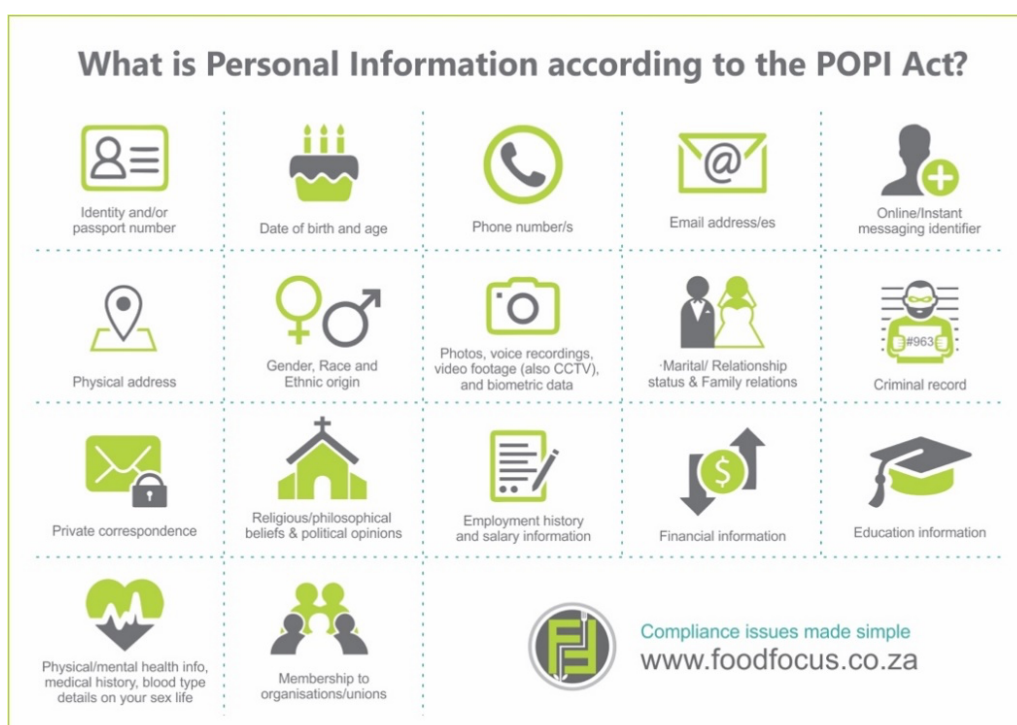 What is Personal Information according to the POPI Act?
Identity and/or
passport number
Date of birth and age
Phone number/s
@
Email address/es
Online/Instant
messaging identifier
Physical address
Gender, Race and
Ethnic origin
Photos, voice recordings,
video footage (also CCTV),
and biometric data
·Marital/ Relationship
status & Family relations
#963
Criminal record
Private correspondence
Religious/philosophical
beliefs & political opinions
Employment history
and salary information
$
Financial information
Education information
Physical/mental health info,
medical history, blood type
details on your sex life
Membership to
organisations/unions
FF
Compliance issues made simple
www.foodfocus.co.za